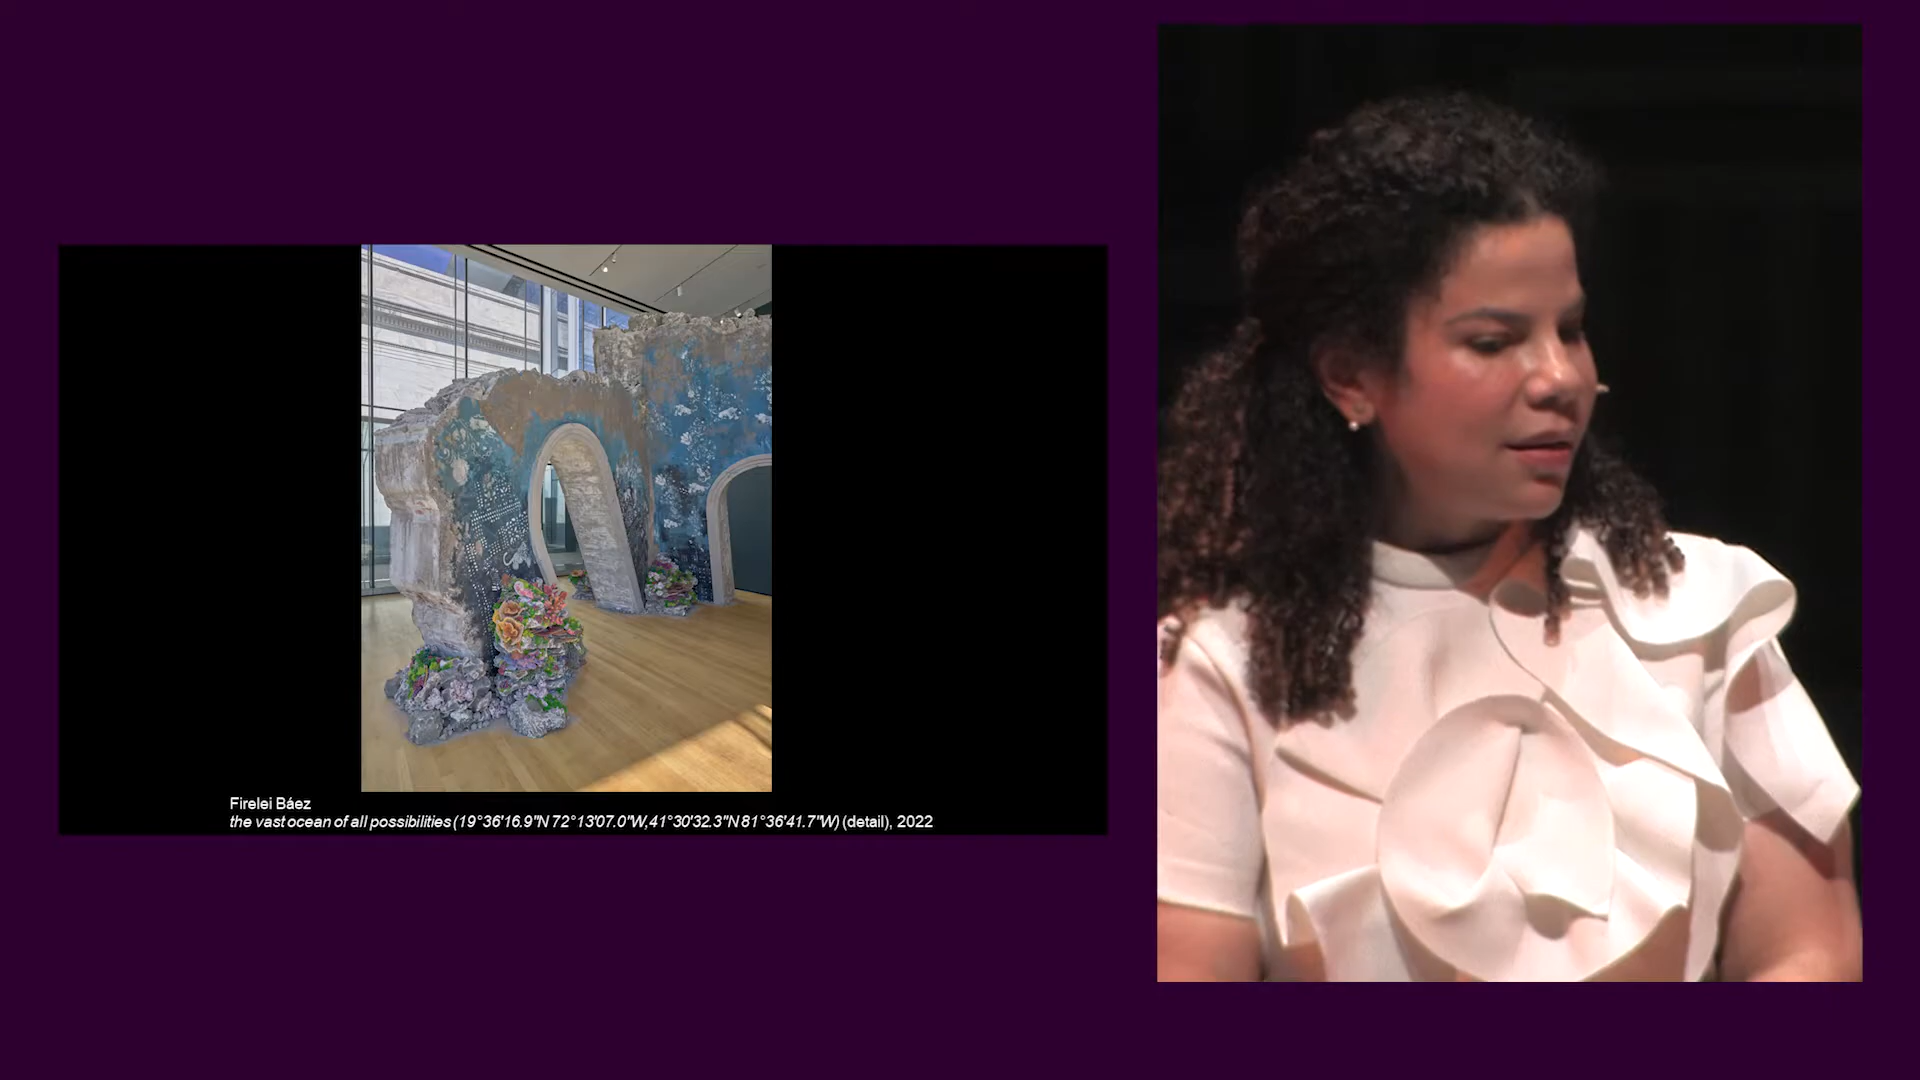 Firelei Báez
the vast ocean of all possibilities (19°36'16.9"N 72°13'07.0"W,41°30'32.3"N 81°36'41.7"W) (detail), 2022